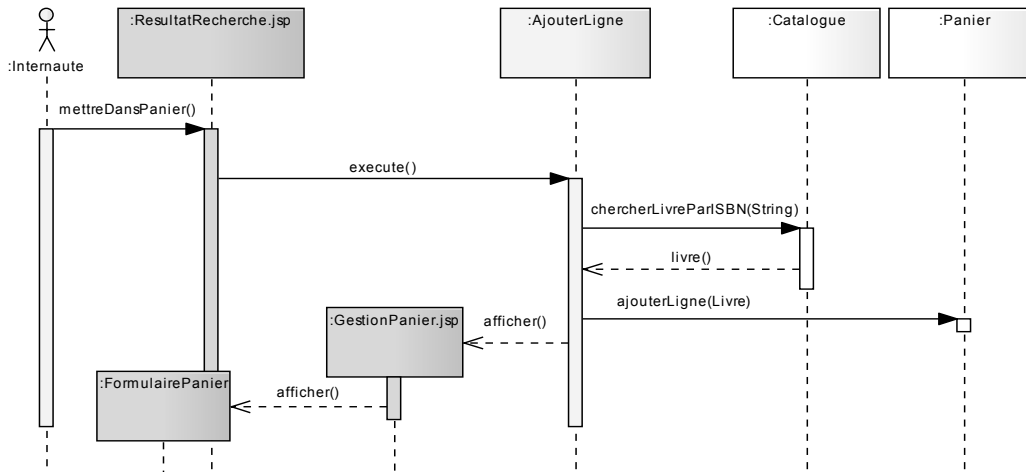 :Internaute
:ResultatRecherche.jsp
:AjouterLigne
:Catalogue
:Panier
mettreDansPanier()
execute()
chercherLivreParISBN(String)
livre()
ajouterLigne(Livre)
:GestionPanier.jsp
afficher()
:FormulairePanier
afficher()